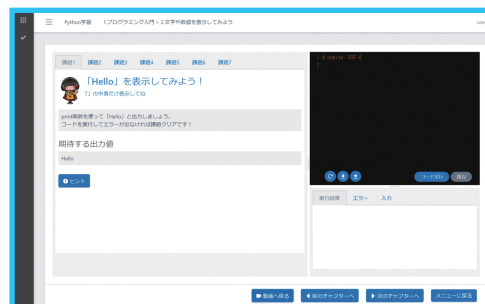 Python学習 1.プログラミング入門 > 2.文字や数値を表示してみよう
user
課題1 課題2 課題3 課題4 課題5 課題6 課題7
「Hello」を表示してみよう！
「」の中身だけ表示してね
print関数を使って「Hello」と出力しましょう。
コードを実行してエラーが出なければ課題クリアです！
期待する出力値
Hello
ヒント
1 # coding: UTF-8
2
コード実行 採点
実行結果 エラー 入力
動画へ戻る 前のチャプターへ 次のチャプターへ メニューに戻る